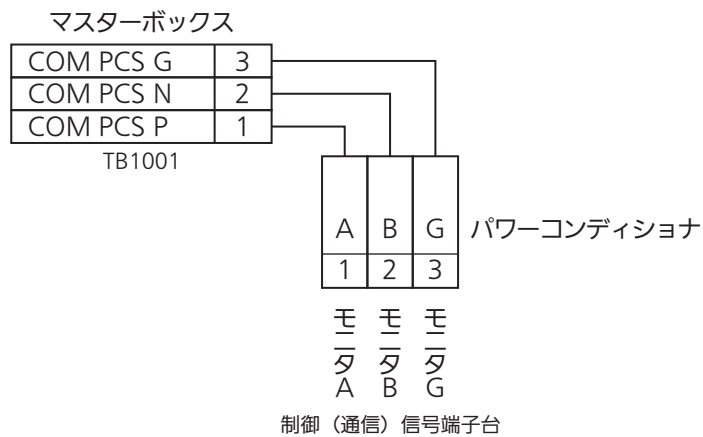 マスターボックス
COM PCS G 3
COM PCS N 2
COM PCS P 1
TB1001
A B G パワーコンディショナ
1 2 3
モニタA モニタB モニタG
制御（通信）信号端子台